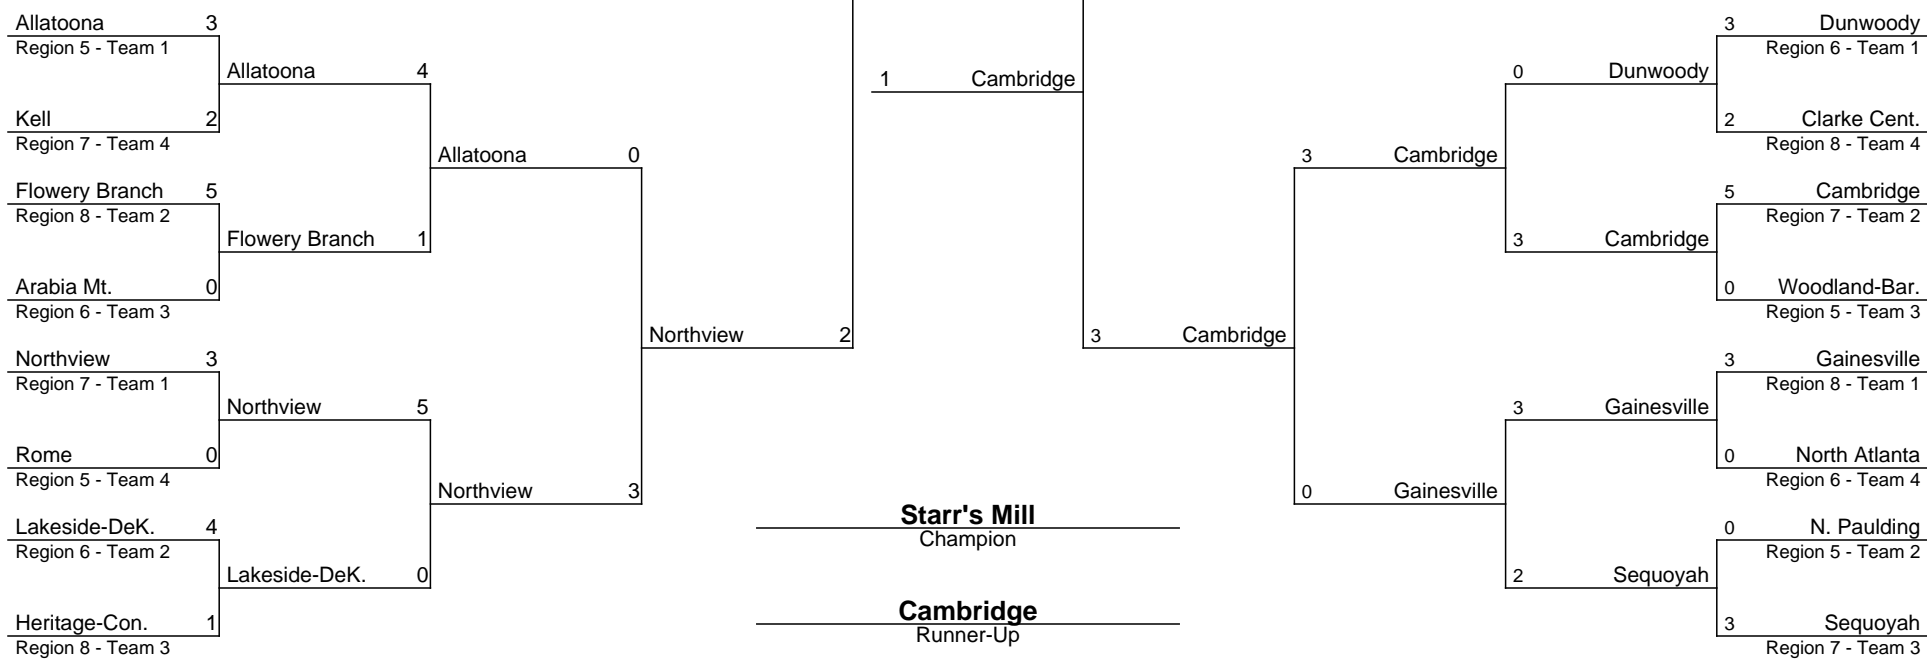 Allatoona 3
Region 5 - Team 1
Kell 2
Region 7 - Team 4
Flowery Branch 5
Region 8 - Team 2
Arabia Mt. 0
Region 6 - Team 3
Northview 3
Region 7 - Team 1
Rome 0
Region 5 - Team 4
Lakeside-DeK. 4
Region 6 - Team 2
Heritage-Con. 1
Region 8 - Team 3
Allatoona 4
Flowery Branch 1
Northview 5
Lakeside-DeK. 0
Allatoona 0
Northview 3
Northview 2
1 Cambridge
Starr's Mill
Champion
Cambridge
Runner-Up
3 Cambridge
3 Cambridge
0 Gainesville
0 Dunwoody
3 Cambridge
3 Gainesville
2 Sequoyah
3 Dunwoody
Region 6 - Team 1
2 Clarke Cent.
Region 8 - Team 4
5 Cambridge
Region 7 - Team 2
0 Woodland-Bar.
Region 5 - Team 3
3 Gainesville
Region 8 - Team 1
0 North Atlanta
Region 6 - Team 4
0 N. Paulding
Region 5 - Team 2
3 Sequoyah
Region 7 - Team 3